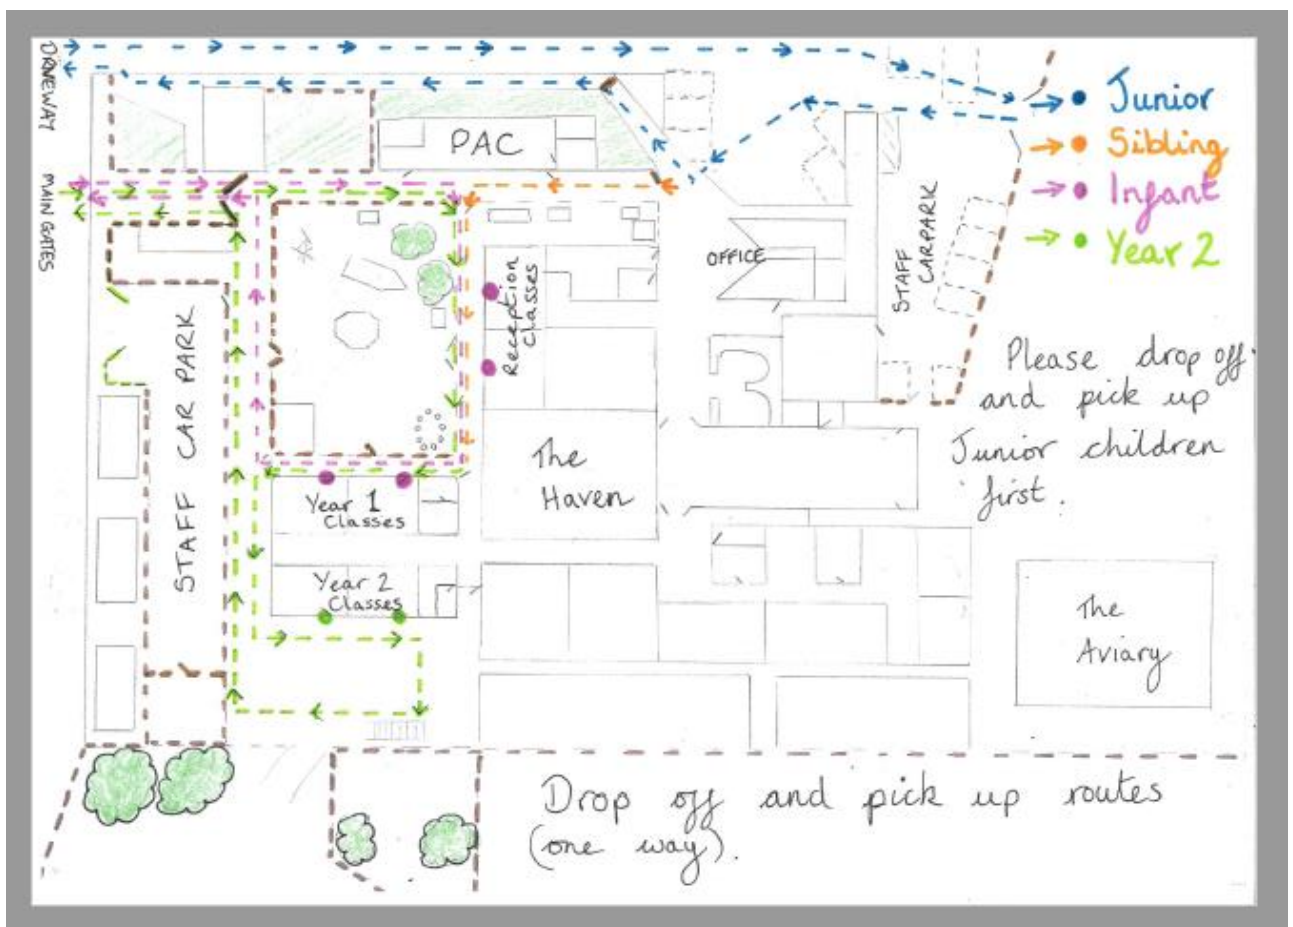 DRIVEWAY
MAIN GATES
PAC
Junior
Sibling
Infant
Year 2
OFFICE
STAFF
CARPARK
Reception
Classes
STAFF CAR PARK
Please drop off
and pick up
Junior children
first.
The
Haven
Year 1
Classes
Year 2
Classes
The
Aviary
Drop off and pick up routes
(one way).